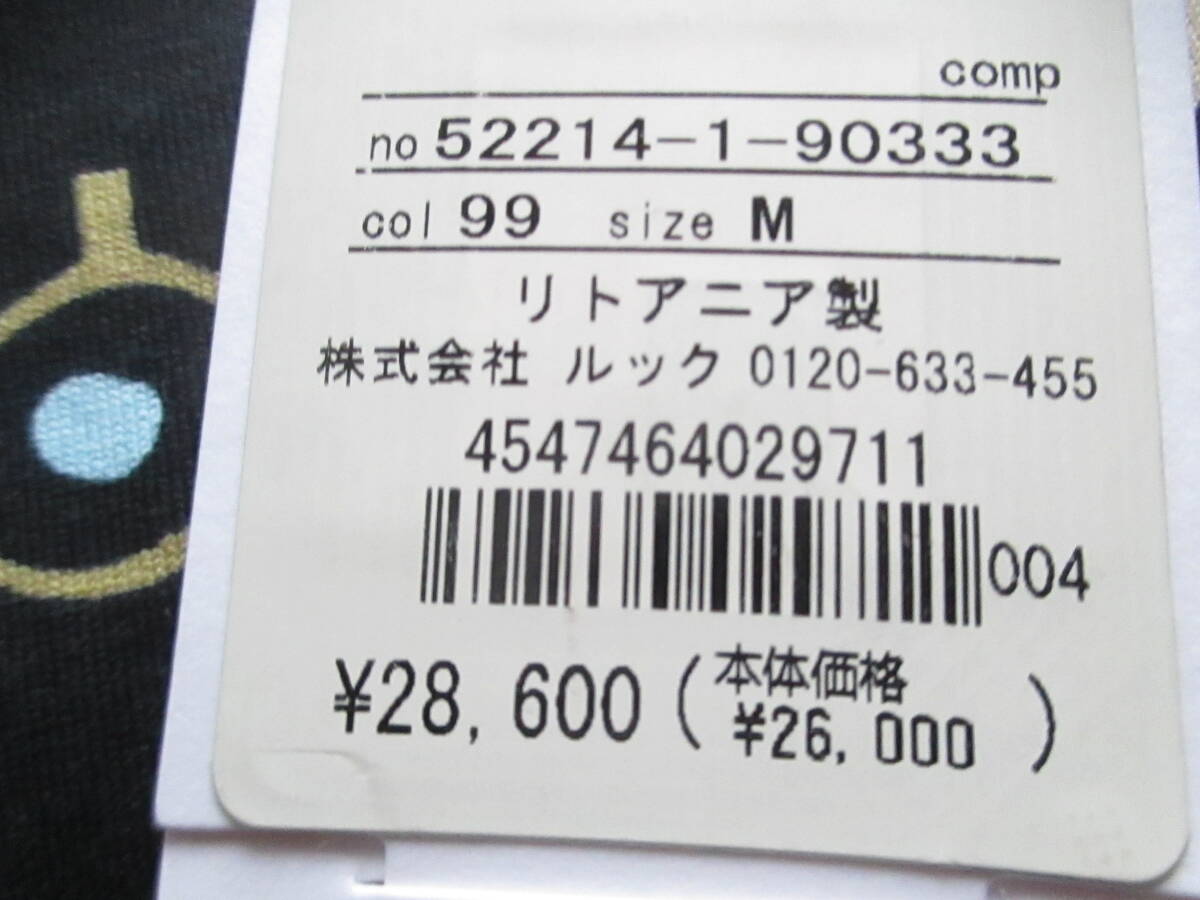 comp
no 52214-1-90333
col 99 size M
リトアニア製
株式会社 ルック 0120-633-455
4547464029711
004
¥28,600(本体価格
¥26,000)